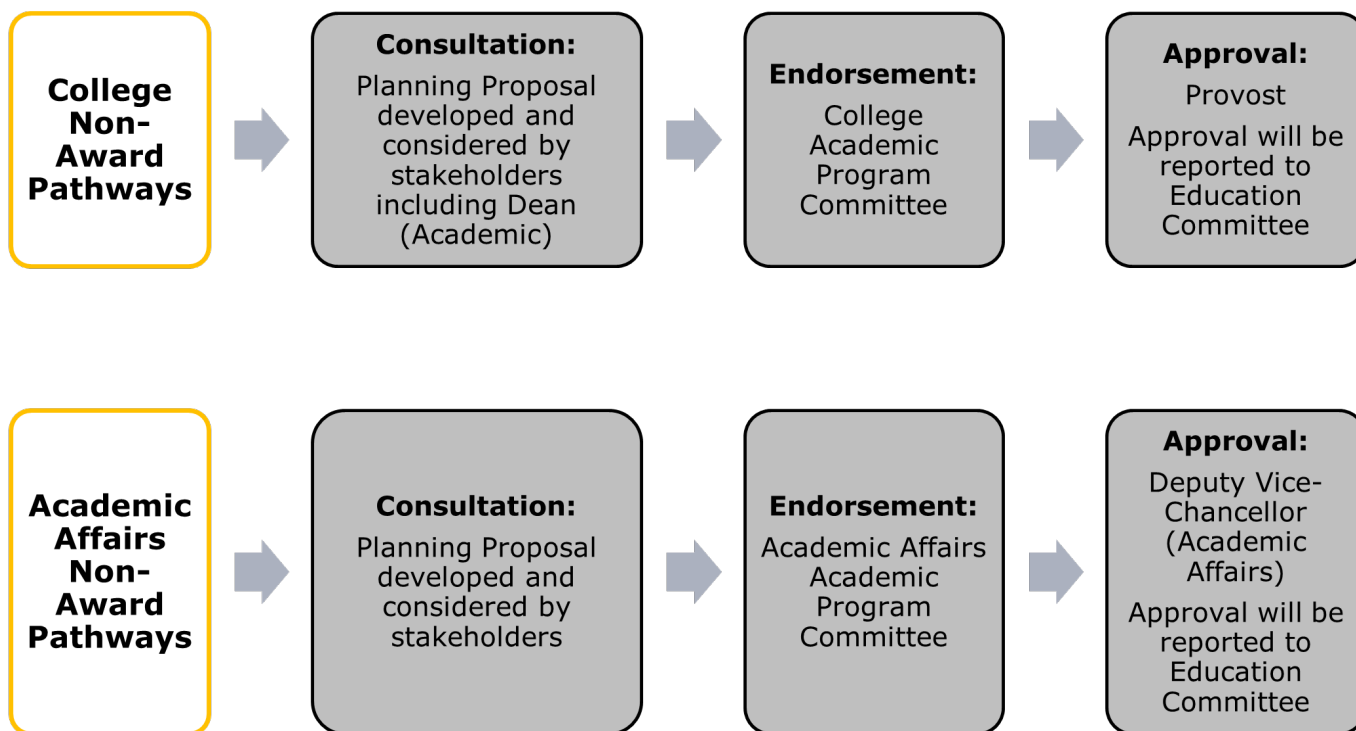 College
Non-
Award
Pathways
Consultation:
Planning Proposal
developed and
considered by
stakeholders
including Dean
(Academic)
Endorsement:
College
Academic
Program
Committee
Approval:
Provost
Approval will be
reported to
Education
Committee
Academic
Affairs
Non-
Award
Pathways
Consultation:
Planning Proposal
developed and
considered by
stakeholders
Endorsement:
Academic Affairs
Academic
Program
Committee
Approval:
Deputy Vice-
Chancellor
(Academic
Affairs)
Approval will be
reported to
Education
Committee